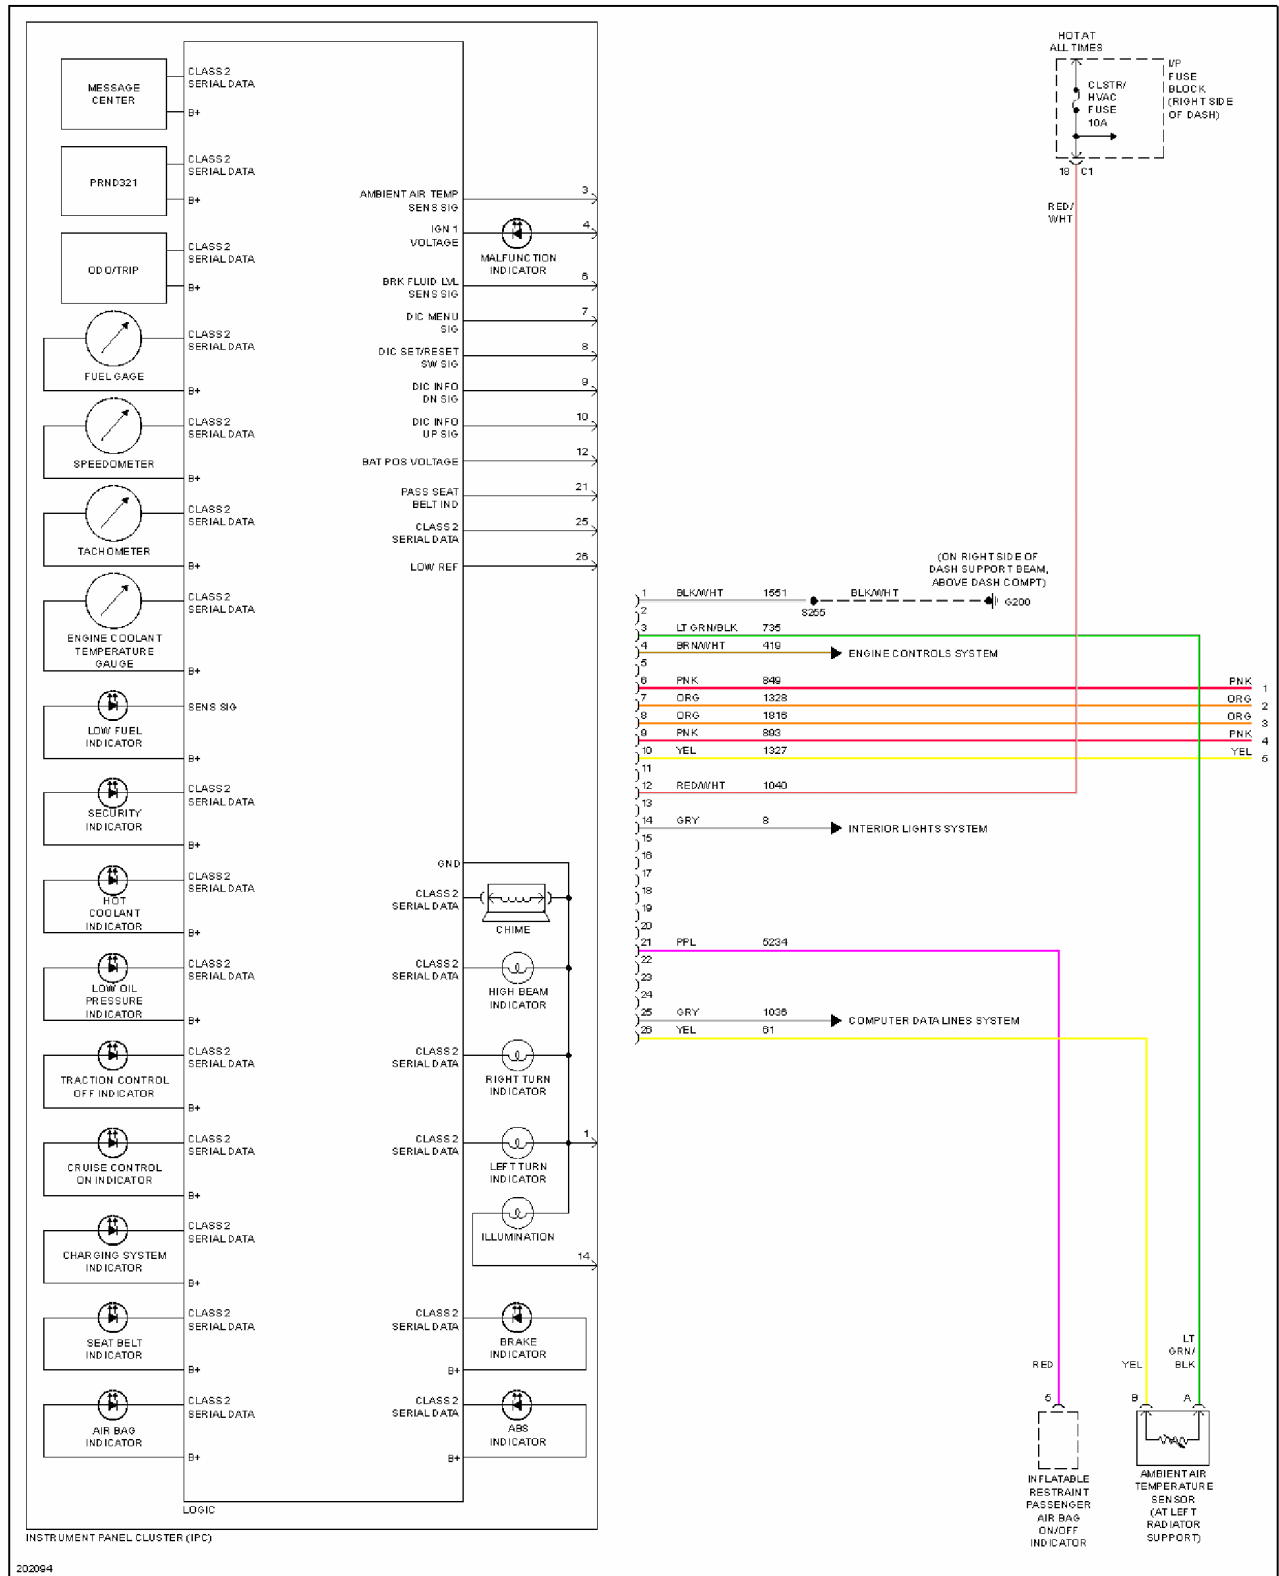 MESSAGE
CENTER
CLASS 2
SERIAL DATA
B+
PRND321
CLASS 2
SERIAL DATA
B+
ODO/TRIP
CLASS 2
SERIAL DATA
B+
FUEL GAGE
CLASS 2
SERIAL DATA
B+
SPEEDOMETER
CLASS 2
SERIAL DATA
B+
TACHOMETER
CLASS 2
SERIAL DATA
B+
ENGINE COOLANT
TEMPERATURE
GAUGE
CLASS 2
SERIAL DATA
B+
LOW FUEL
INDICATOR
SENS SIG
B+
SECURITY
INDICATOR
CLASS 2
SERIAL DATA
B+
HOT
COOLANT
INDICATOR
CLASS 2
SERIAL DATA
B+
LOW OIL
PRESSURE
INDICATOR
CLASS 2
SERIAL DATA
B+
TRACTION CONTROL
OFF INDICATOR
CLASS 2
SERIAL DATA
B+
CRUISE CONTROL
ON INDICATOR
CLASS 2
SERIAL DATA
B+
CHARGING SYSTEM
INDICATOR
CLASS 2
SERIAL DATA
B+
SEAT BELT
INDICATOR
CLASS 2
SERIAL DATA
B+
AIR BAG
INDICATOR
CLASS 2
SERIAL DATA
B+
AMBIENT AIR TEMP
SENS SIG
3
IGN 1
VOLTAGE
4
MALFUNCTION
INDICATOR
BRK FLUID LVL
SENS SIG
6
DIC MENU
SIG
7
DIC SET/RESET
SW SIG
8
DIC INFO
DN SIG
9
DIC INFO
UP SIG
10
BAT POS VOLTAGE
12
PASS SEAT
BELT IND
21
CLASS 2
SERIAL DATA
25
LOW REF
26
GND
CLASS 2
SERIAL DATA
CHIME
CLASS 2
SERIAL DATA
HIGH BEAM
INDICATOR
CLASS 2
SERIAL DATA
RIGHT TURN
INDICATOR
CLASS 2
SERIAL DATA
1
LEFT TURN
INDICATOR
ILLUMINATION
14
CLASS 2
SERIAL DATA
B+
BRAKE
INDICATOR
CLASS 2
SERIAL DATA
B+
ABS
INDICATOR
LOGIC
INSTRUMENT PANEL CLUSTER (IPC)
202094
HOT AT
ALL TIMES
CLSTR/
HVAC
FUSE
10A
I/P
FUSE
BLOCK
(RIGHT SIDE
OF DASH)
18 C1
RED/
WHT
(ON RIGHT SIDE OF
DASH SUPPORT BEAM,
ABOVE DASH COMPT)
1 BLK/WHT 1551 BLK/WHT
S255
G200
2
3 LT GRN/BLK 735
4 BRN/WHT 419 ENGINE CONTROLS SYSTEM
5
6 PNK 849 PNK 1
7 ORG 1328 ORG 2
8 ORG 1816 ORG 3
9 PNK 893 PNK 4
10 YEL 1327 YEL 5
11
12 RED/WHT 1040
13
14 GRY 8 INTERIOR LIGHTS SYSTEM
15
16
17
18
19
20
21 PPL 5234
22
23
24
25 GRY 1036 COMPUTER DATA LINES SYSTEM
26 YEL 61
RED
5
YEL
B
LT
GRN/
BLK
A
INFLATABLE
RESTRAINT
PASSENGER
AIR BAG
ON/OFF
INDICATOR
AMBIENT AIR
TEMPERATURE
SENSOR
(AT LEFT
RADIATOR
SUPPORT)